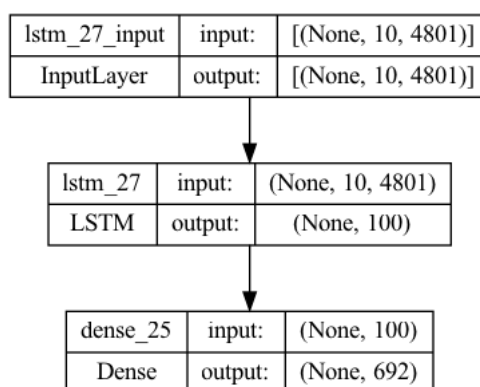 lstm_27_input input: [(None, 10, 4801)]
InputLayer output: [(None, 10, 4801)]
lstm_27 input: (None, 10, 4801)
LSTM output: (None, 100)
dense_25 input: (None, 100)
Dense output: (None, 692)